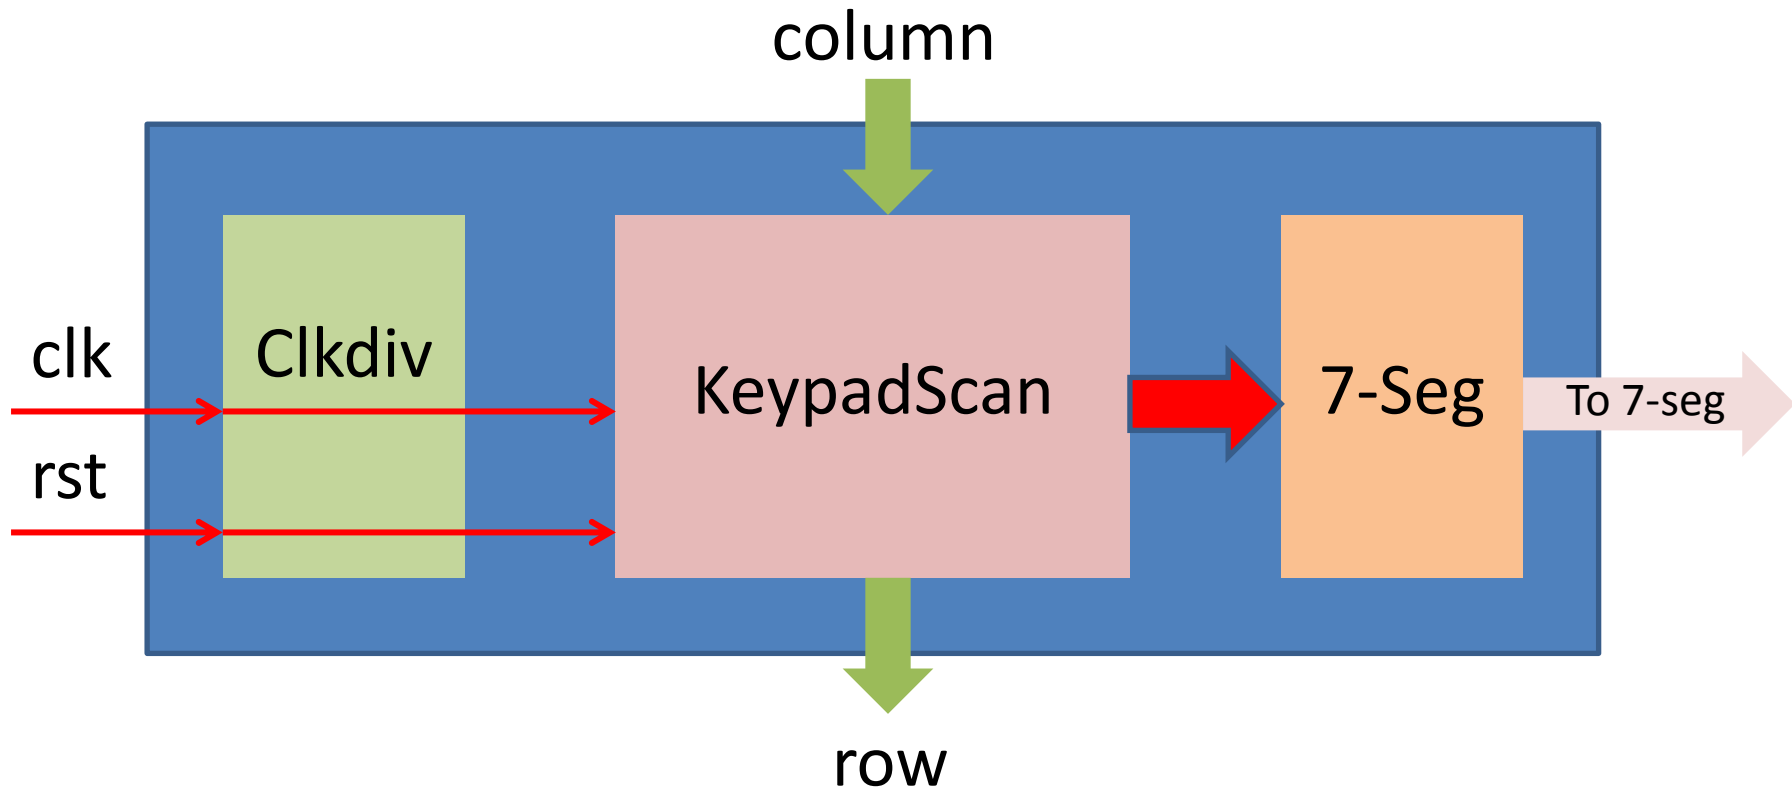 column
clk
Clkdiv
KeypadScan
7-Seg
To 7-seg
rst
row